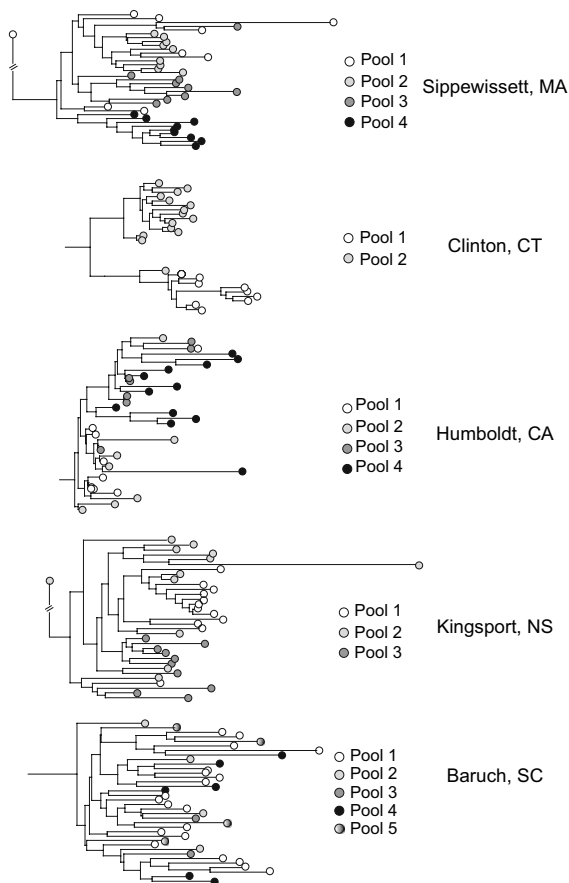 Pool 1
Pool 2
Pool 3
Pool 4
Sippewissett, MA
Pool 1
Pool 2
Clinton, CT
Pool 1
Pool 2
Pool 3
Pool 4
Humboldt, CA
Pool 1
Pool 2
Pool 3
Kingsport, NS
Pool 1
Pool 2
Pool 3
Pool 4
Pool 5
Baruch, SC